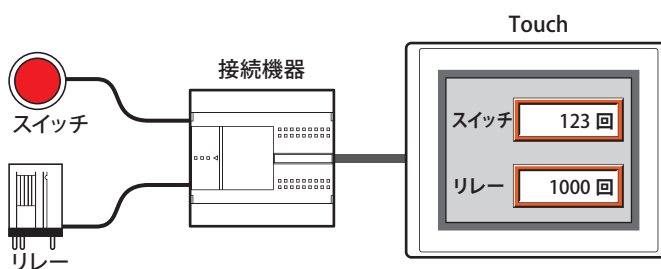 Touch
接続機器
スイッチ
リレー
スイッチ 123 回
リレー 1000 回